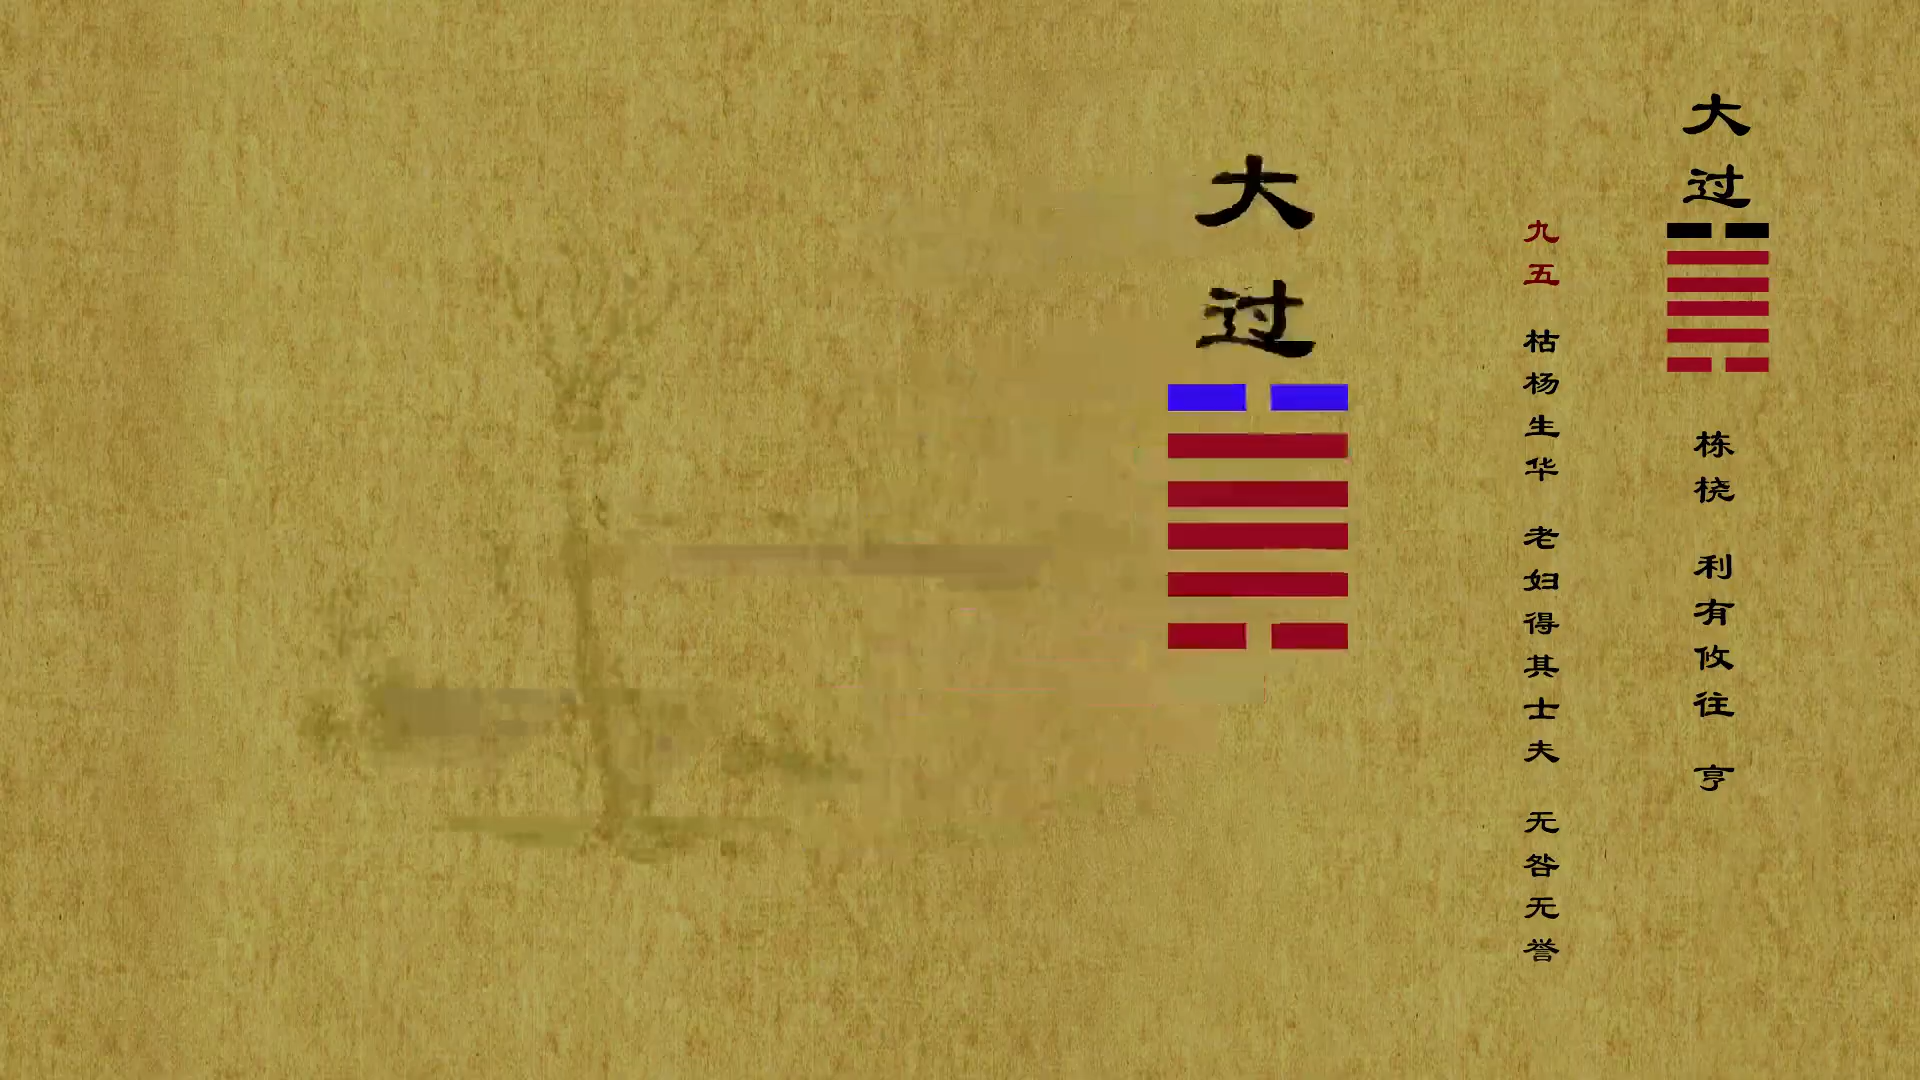 大过
栋桡 利有攸往 亨
九五 枯杨生华 老妇得其士夫 无咎无誉
大过